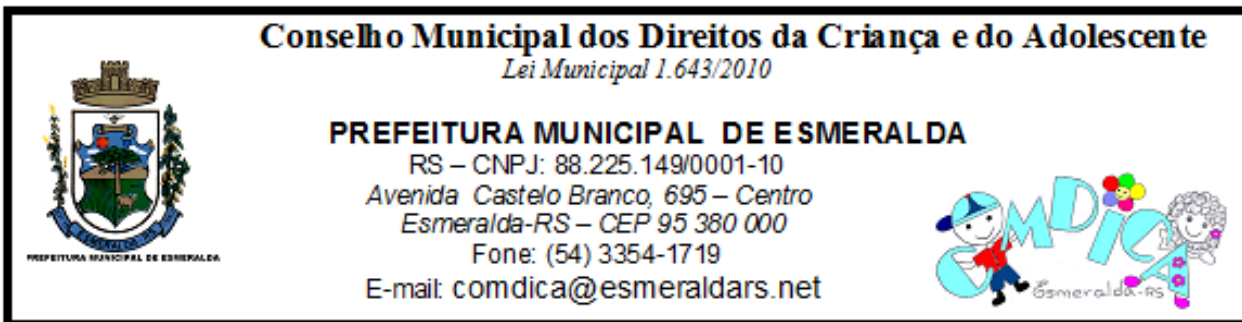 Conselho Municipal dos Direitos da Criança e do Adolescente
Lei Municipal 1.643/2010
PREFEITURA MUNICIPAL DE ESMERALDA
RS – CNPJ: 88.225.149/0001-10
Avenida Castelo Branco, 695 – Centro
Esmeralda-RS – CEP 95 380 000
Fone: (54) 3354-1719
E-mail: comdica@esmeraldars.net
PREFEITURA MUNICIPAL DE ESMERALDA
Esmeralda-RS